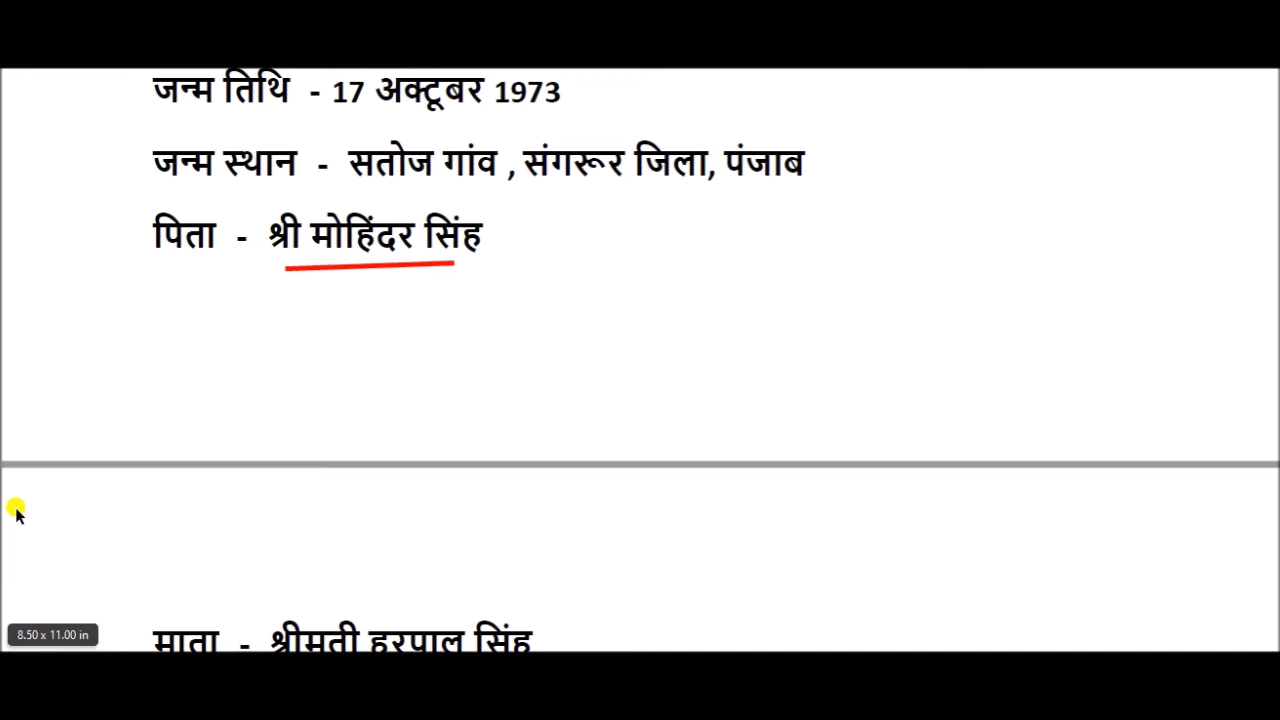 जन्म तिथि - 17 अक्टूबर 1973
जन्म स्थान - सतोज गांव , संगरूर जिला, पंजाब
पिता - श्री मोहिंदर सिंह
8.50 x 11.00 in
माता - श्रीमती हरपाल सिंह